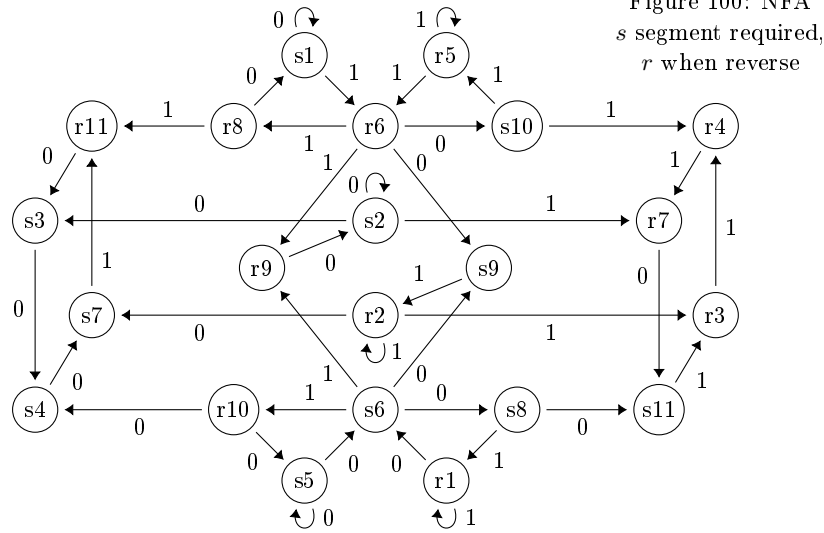 Figure 100: NFA
s segment required,
r when reverse
0 1
s1 r5
0 1 1 1
r11 1 r8 r6 s10 1 r4
1 0
0 1 0 1
0
s3 0 s2 1 r7
r9 0 s9
0 1 1 0 1
s7 r2 r3
0 1 1
0 1 0 1
s4 0 r10 1 s6 0 s8 0 s11
0 0 0 1
s5 r1
0 1